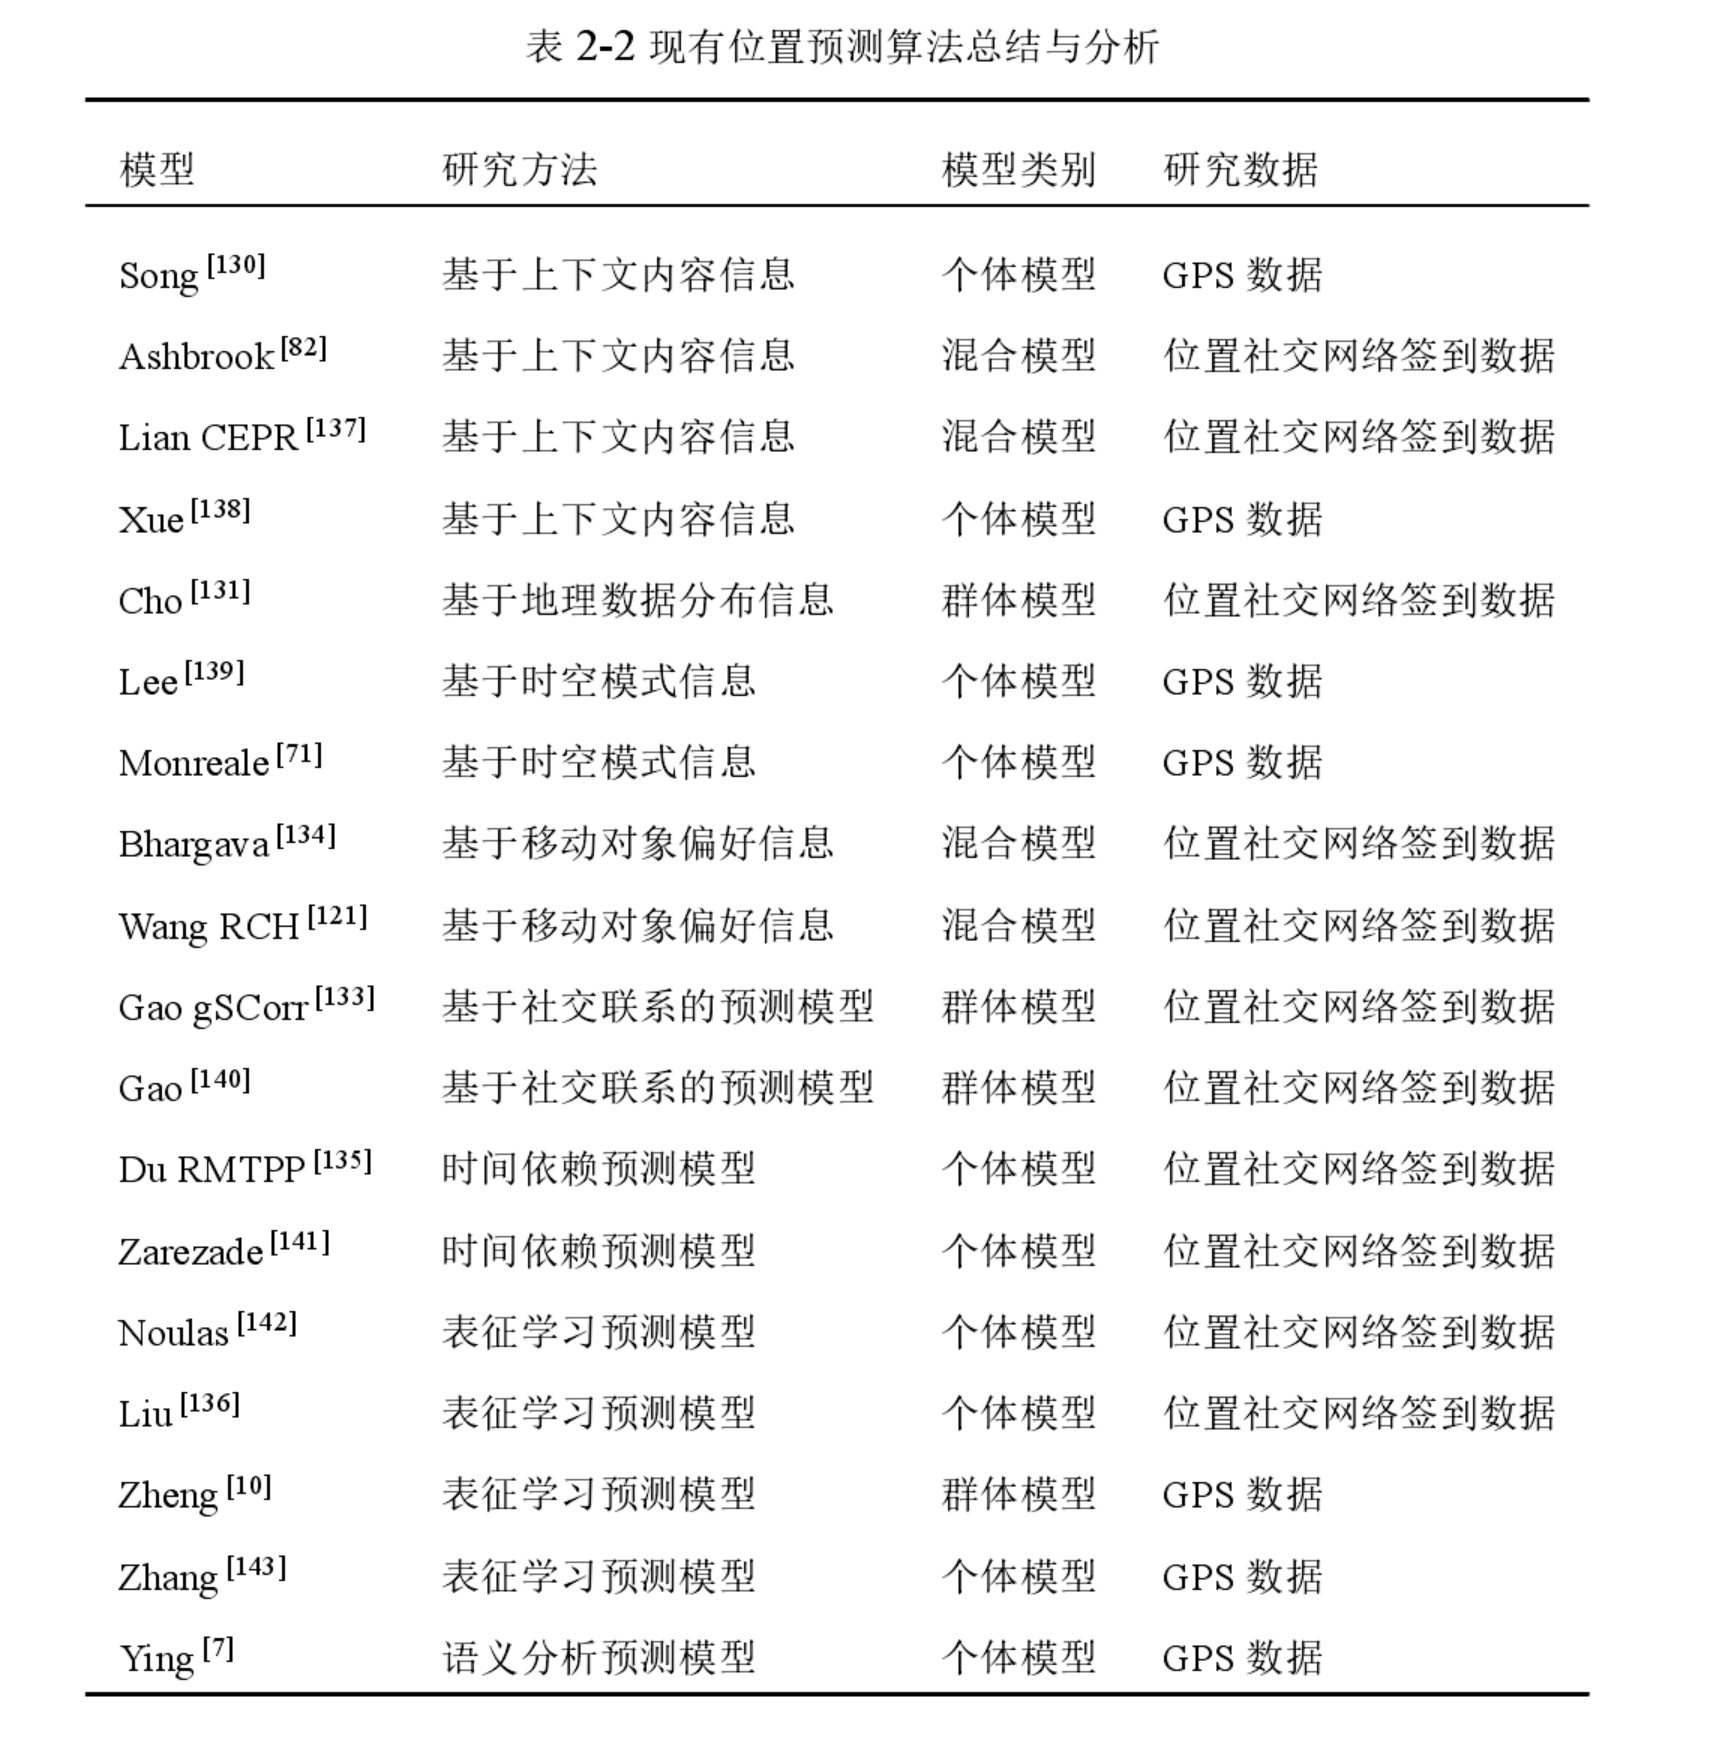 表 2-2 现有位置预测算法总结与分析
模型 研究方法 模型类别 研究数据
Song [130] 基于上下文内容信息 个体模型 GPS 数据
Ashbrook [82] 基于上下文内容信息 混合模型 位置社交网络签到数据
Lian CEPR [137] 基于上下文内容信息 混合模型 位置社交网络签到数据
Xue [138] 基于上下文内容信息 个体模型 GPS 数据
Cho [131] 基于地理数据分布信息 群体模型 位置社交网络签到数据
Lee [139] 基于时空模式信息 个体模型 GPS 数据
Monreale [71] 基于时空模式信息 个体模型 GPS 数据
Bhargava [134] 基于移动对象偏好信息 混合模型 位置社交网络签到数据
Wang RCH [121] 基于移动对象偏好信息 混合模型 位置社交网络签到数据
Gao gSCorr [133] 基于社交联系的预测模型 群体模型 位置社交网络签到数据
Gao [140] 基于社交联系的预测模型 群体模型 位置社交网络签到数据
Du RMTPP [135] 时间依赖预测模型 个体模型 位置社交网络签到数据
Zarezade [141] 时间依赖预测模型 个体模型 位置社交网络签到数据
Noulas [142] 表征学习预测模型 个体模型 位置社交网络签到数据
Liu [136] 表征学习预测模型 个体模型 位置社交网络签到数据
Zheng [10] 表征学习预测模型 群体模型 GPS 数据
Zhang [143] 表征学习预测模型 个体模型 GPS 数据
Ying [7] 语义分析预测模型 个体模型 GPS 数据